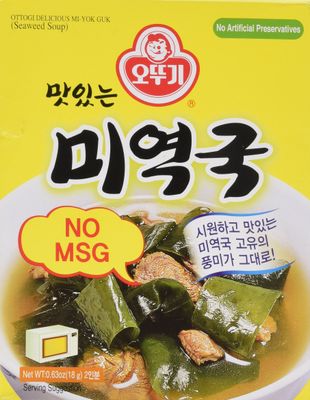 OTTOGI DELICIOUS MI-YOK GUK
(Seaweed Soup)
No Artificial Preservatives
오뚜기
®
맛있는
미역국
NO
MSG
시원하고 맛있는
미역국 고유의
풍미가 그대로!
Net WT:0.63oz(18g) 2인분
Serving Suggestion